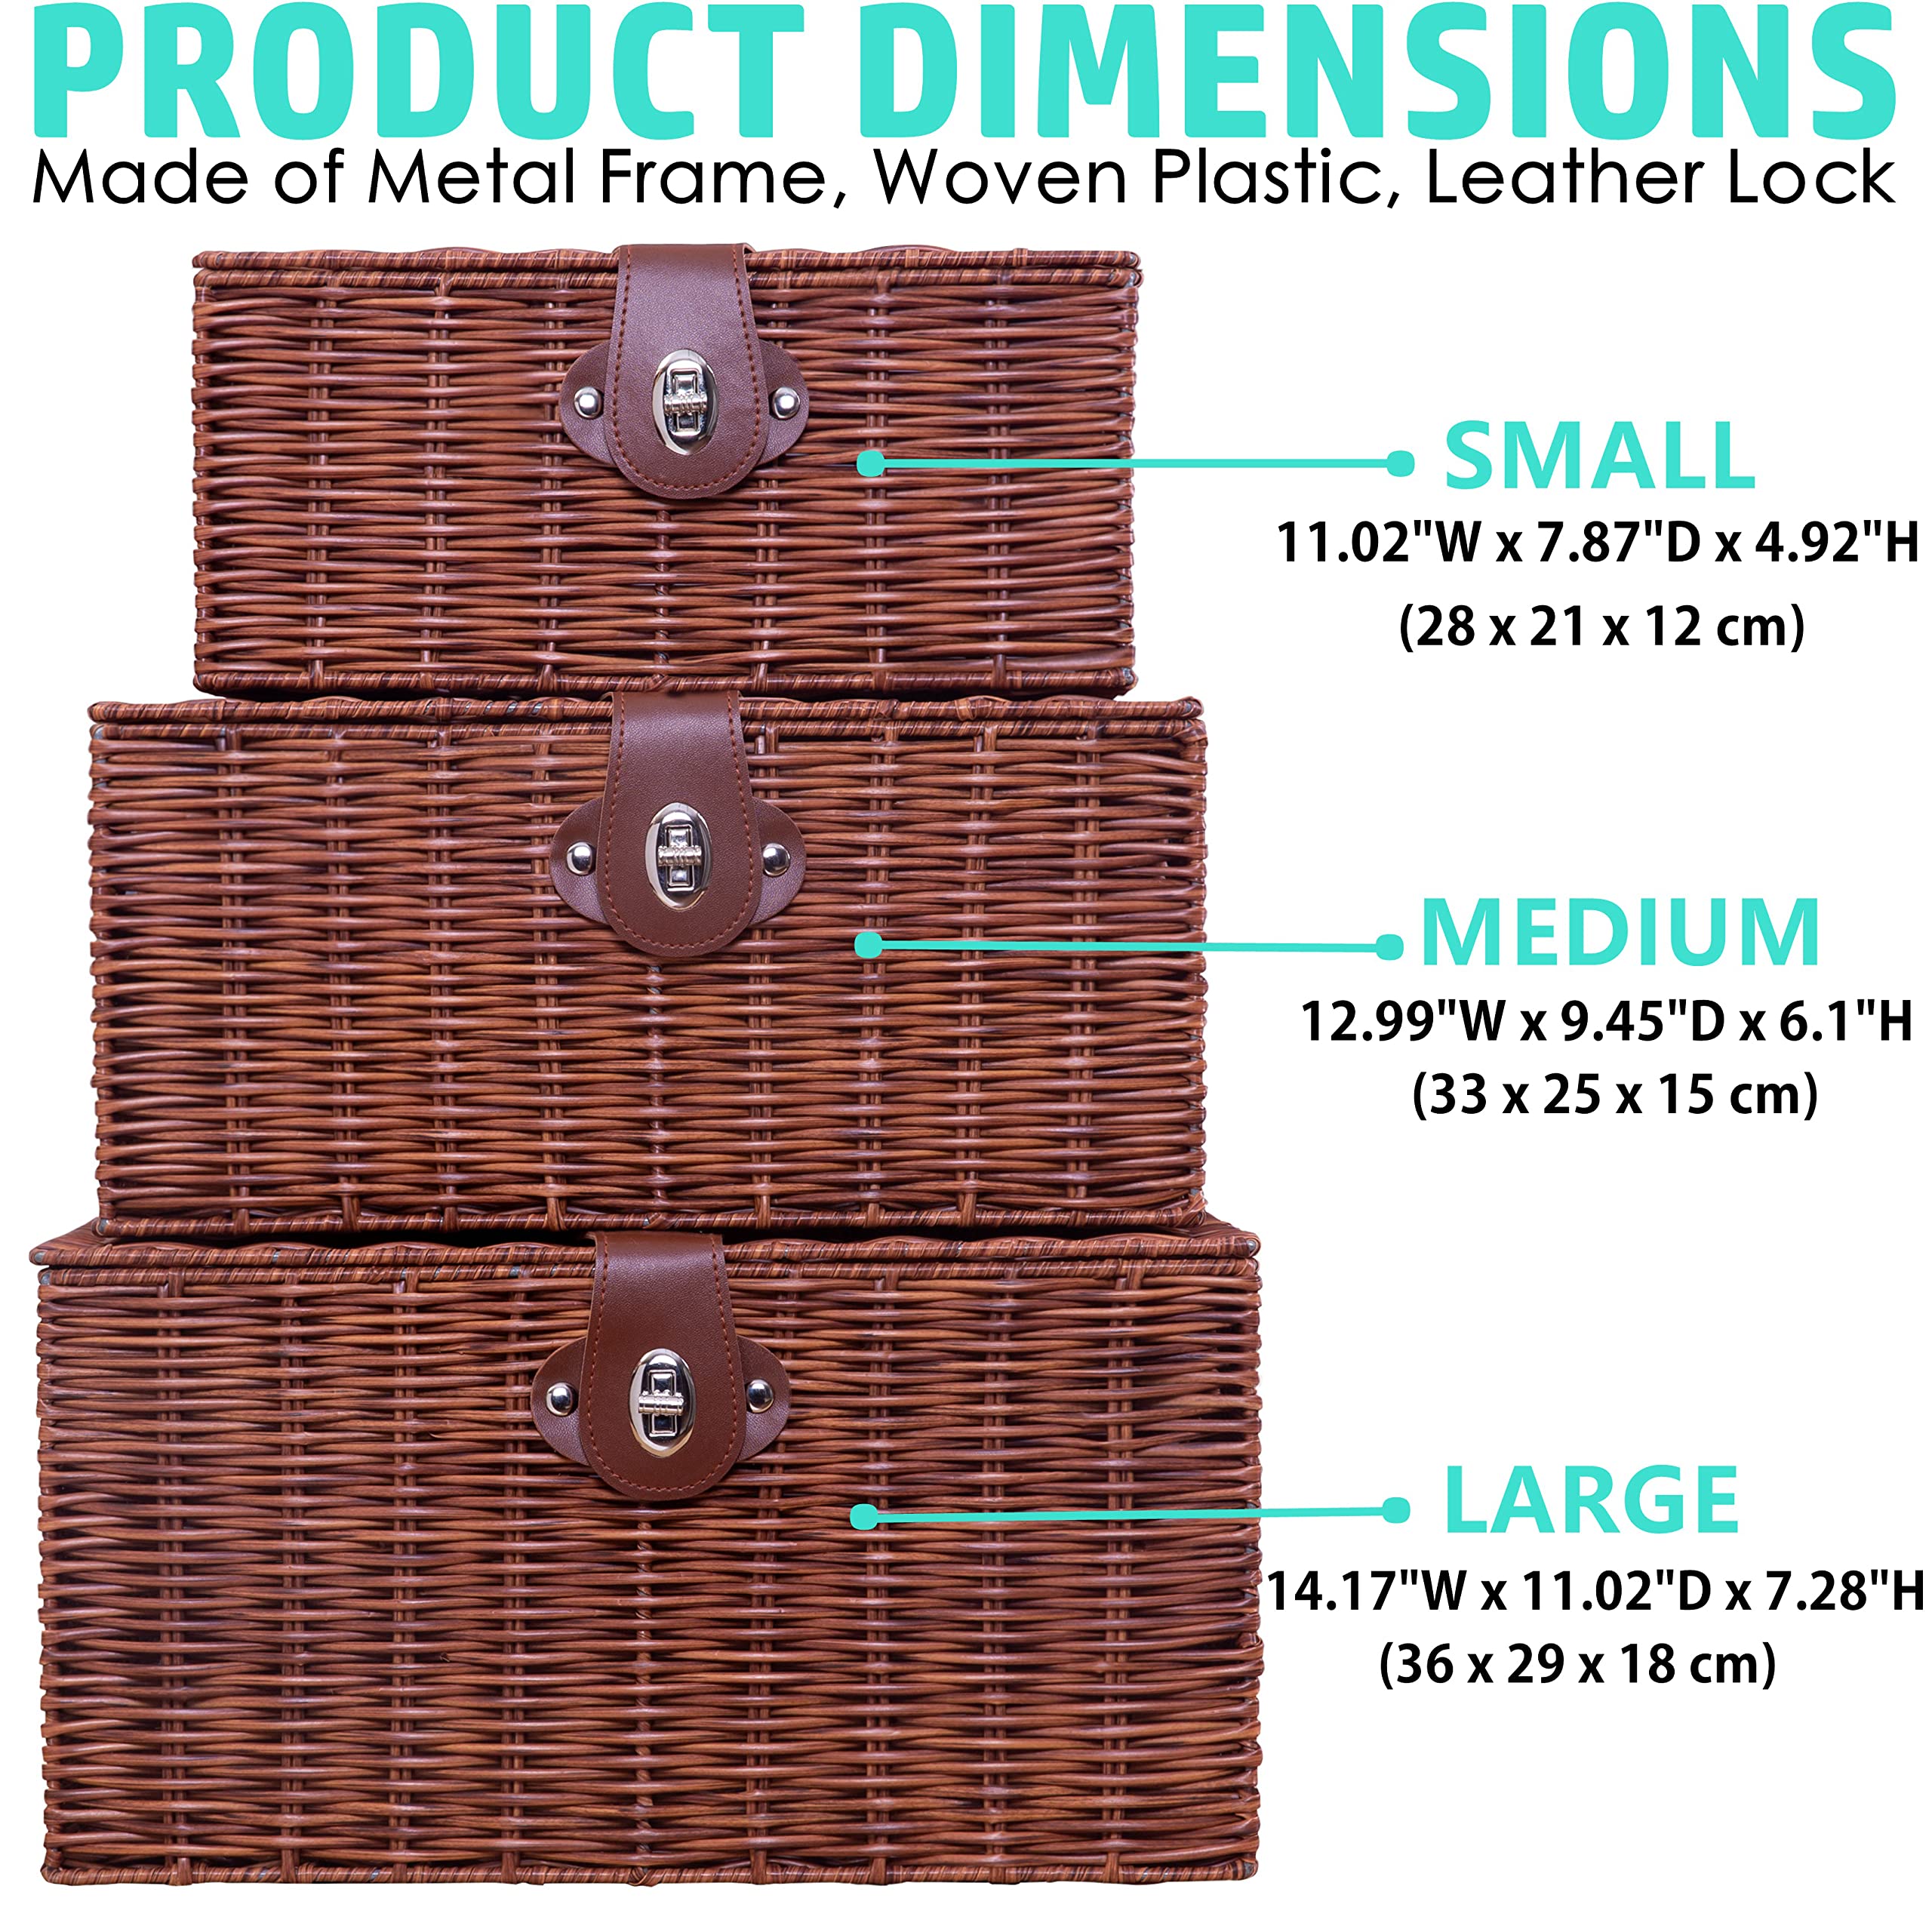 PRODUCT DIMENSIONS
Made of Metal Frame, Woven Plastic, Leather Lock
SMALL
11.02"W x 7.87"D x 4.92"H
(28 x 21 x 12 cm)
MEDIUM
12.99"W x 9.45"D x 6.1"H
(33 x 25 x 15 cm)
LARGE
14.17"W x 11.02"D x 7.28"H
(36 x 29 x 18 cm)